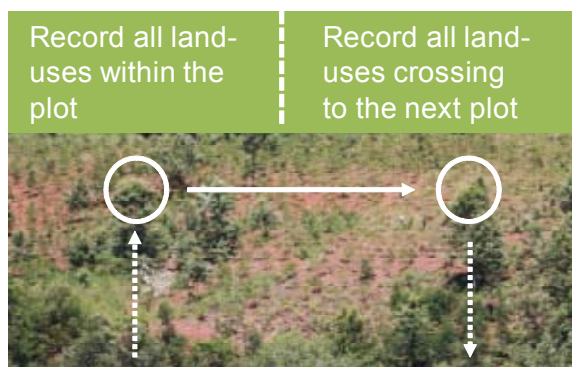 Record all land-
uses within the
plot
Record all land-
uses crossing
to the next plot